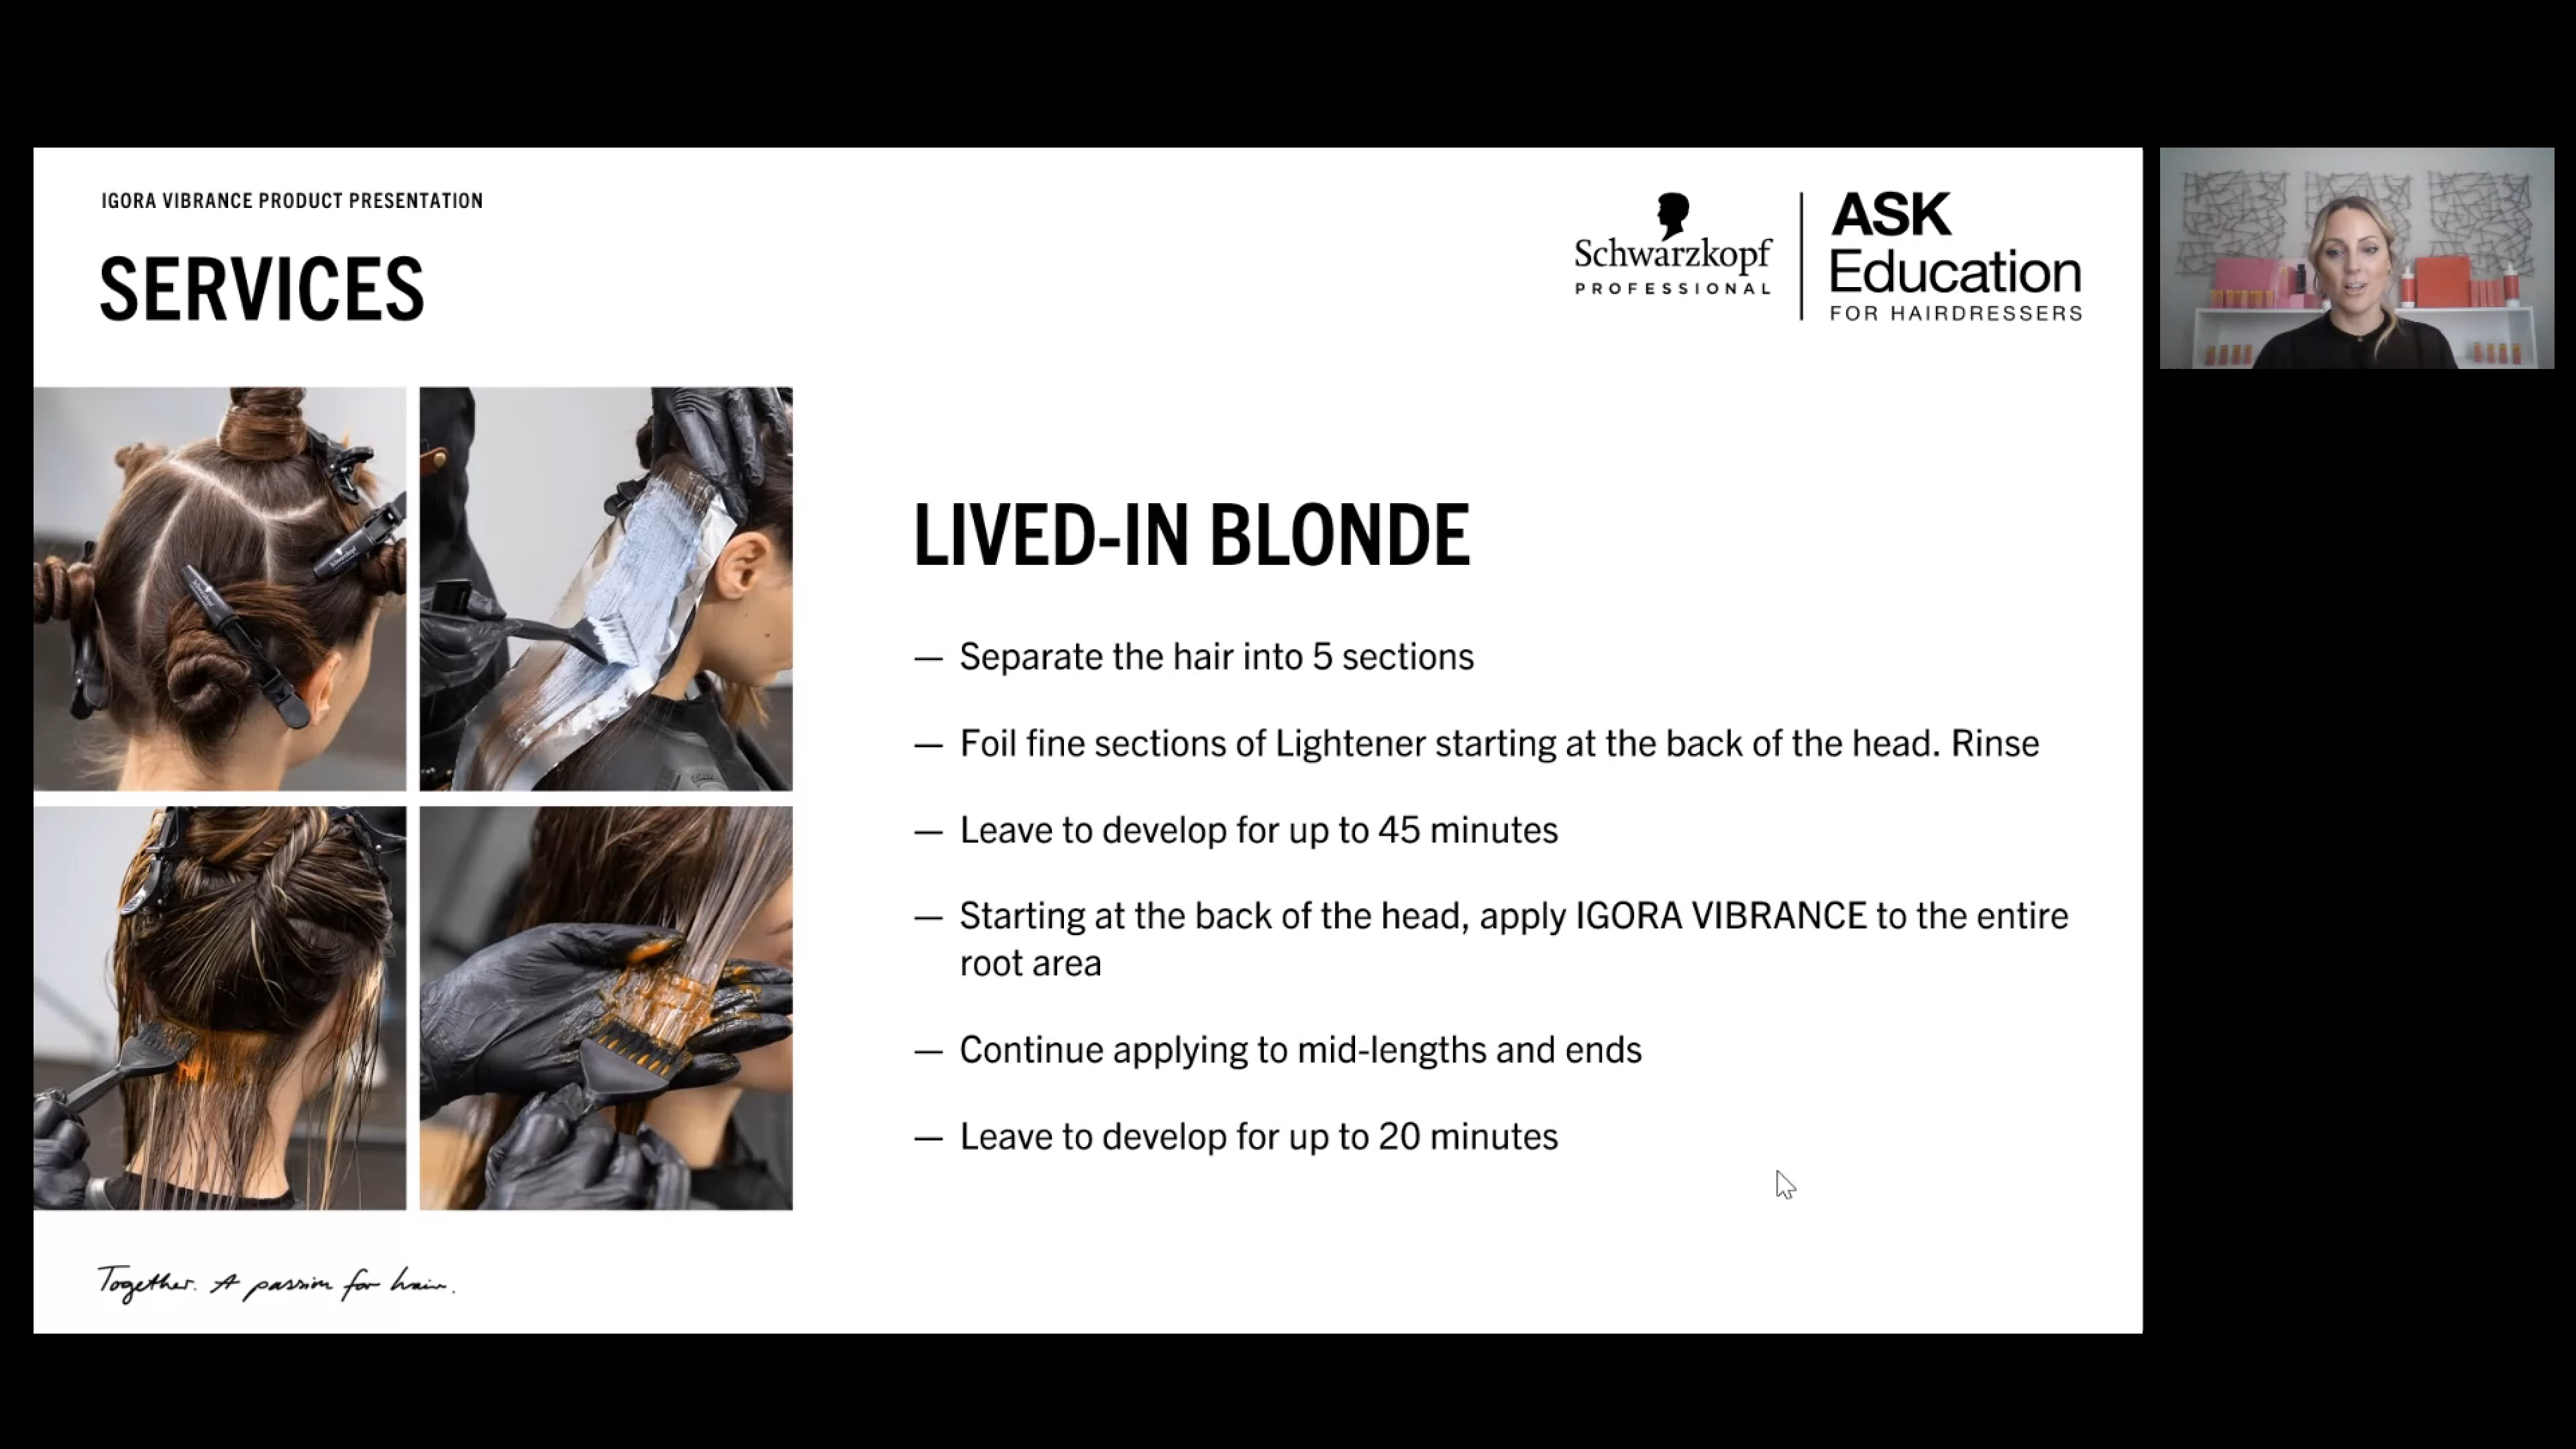 IGORA VIBRANCE PRODUCT PRESENTATION
SERVICES
Schwarzkopf
PROFESSIONAL
ASK
Education
FOR HAIRDRESSERS
LIVED-IN BLONDE
— Separate the hair into 5 sections
— Foil fine sections of Lightener starting at the back of the head. Rinse
— Leave to develop for up to 45 minutes
— Starting at the back of the head, apply IGORA VIBRANCE to the entire
root area
— Continue applying to mid-lengths and ends
— Leave to develop for up to 20 minutes
Together. A passion for hair.